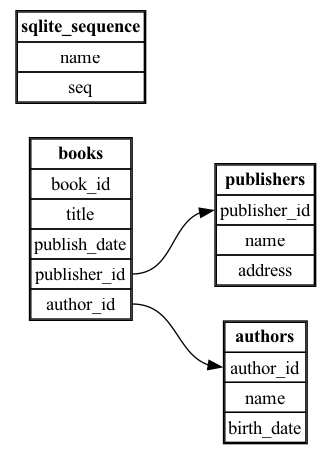 sqlite_sequence
name
seq
books
book_id
title
publish_date
publisher_id
author_id
publishers
publisher_id
name
address
authors
author_id
name
birth_date